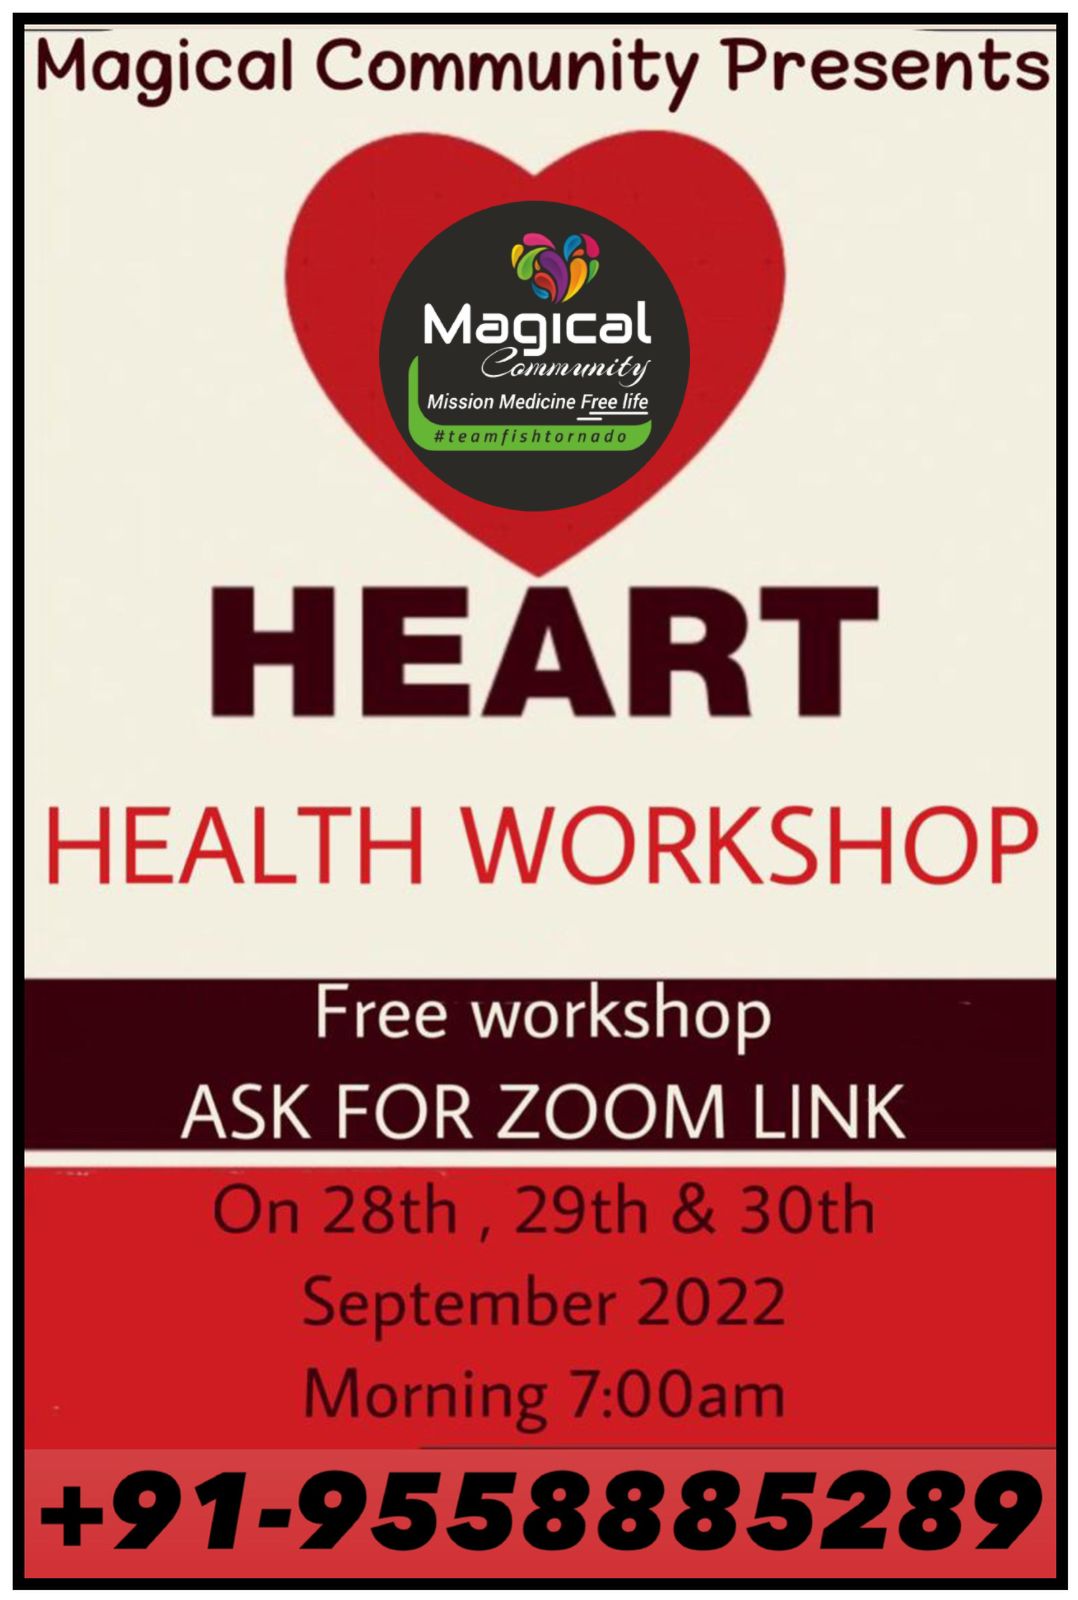 Magical Community Presents
Magical
Community
Mission Medicine Free life
#teamfishtornado
HEART
HEALTH WORKSHOP
Free workshop
ASK FOR ZOOM LINK
On 28th , 29th & 30th
September 2022
Morning 7:00am
+91-9558885289